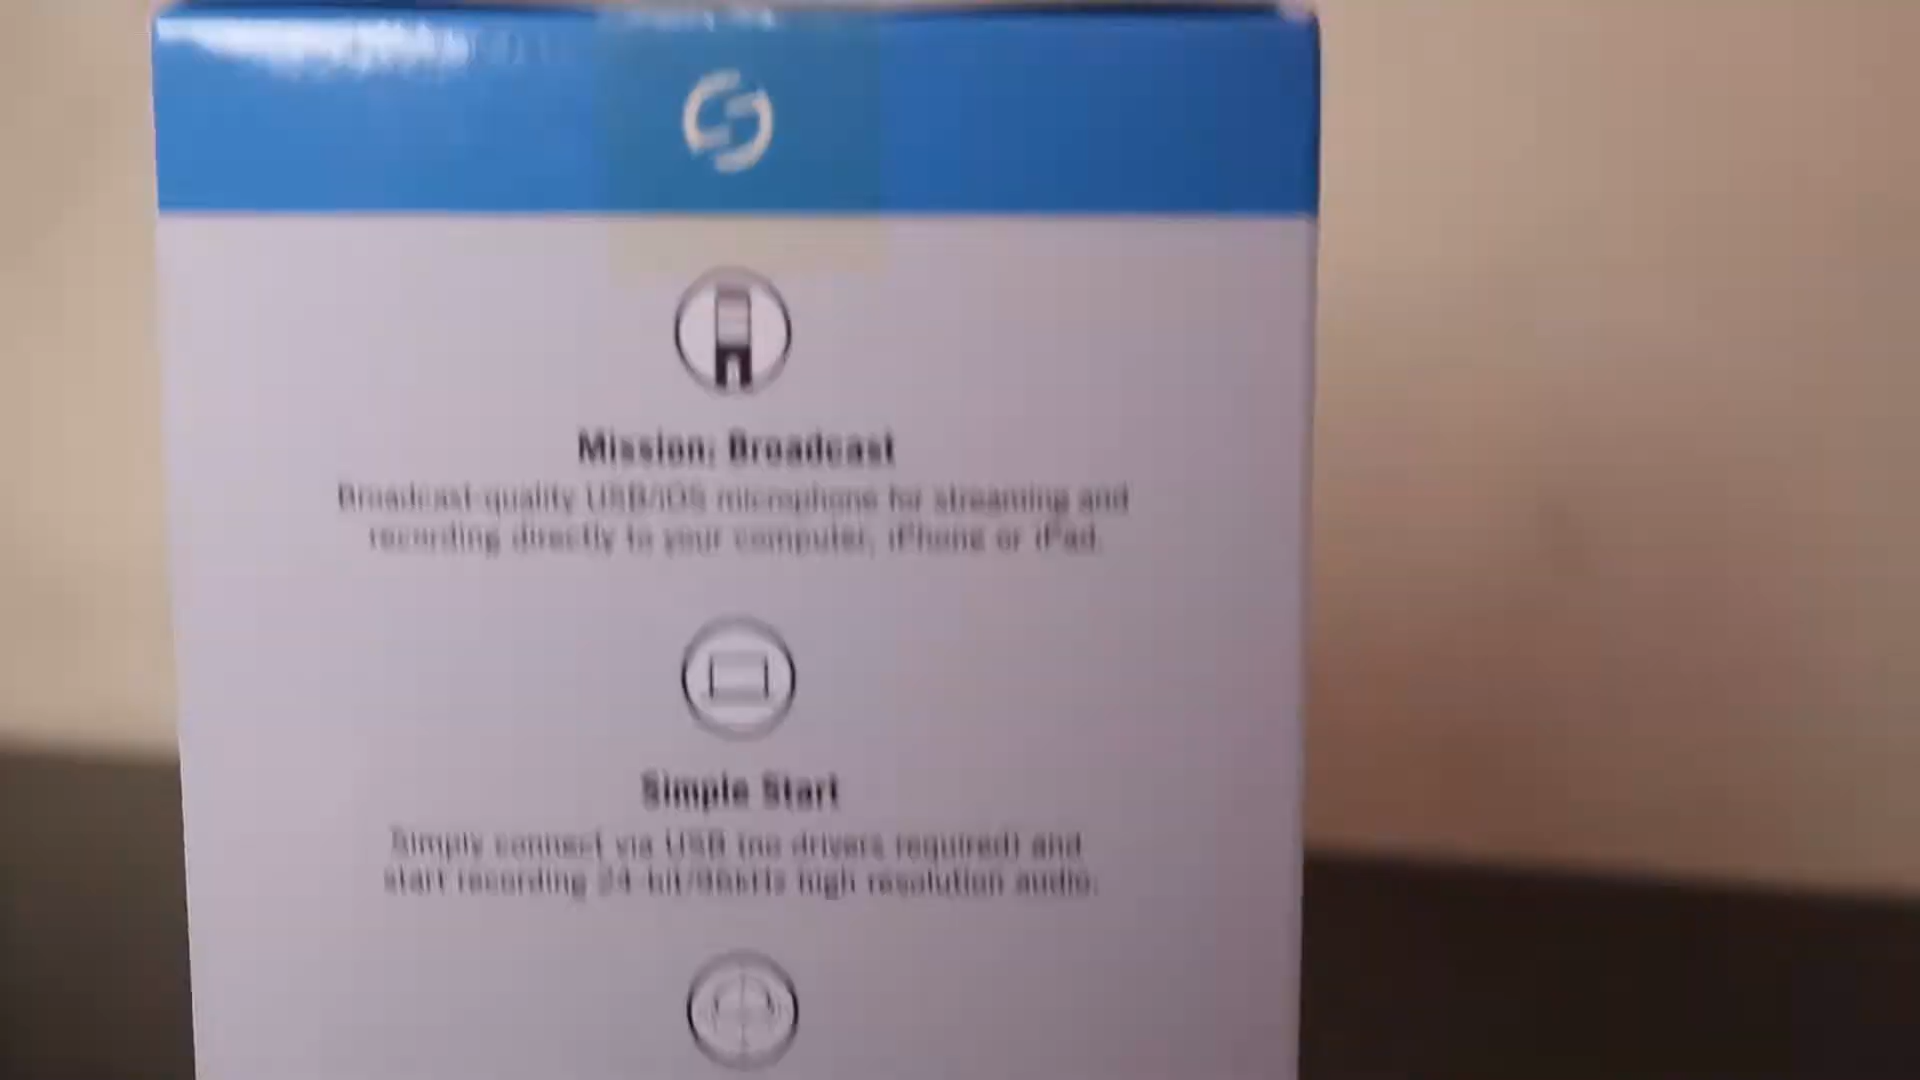 Mission: Broadcast
Broadcast-quality USB/iOS microphone for streaming and
recording directly to your computer, iPhone or iPad.
Simple Start
Simply connect via USB (no drivers required) and
start recording 24-bit/96kHz high resolution audio.